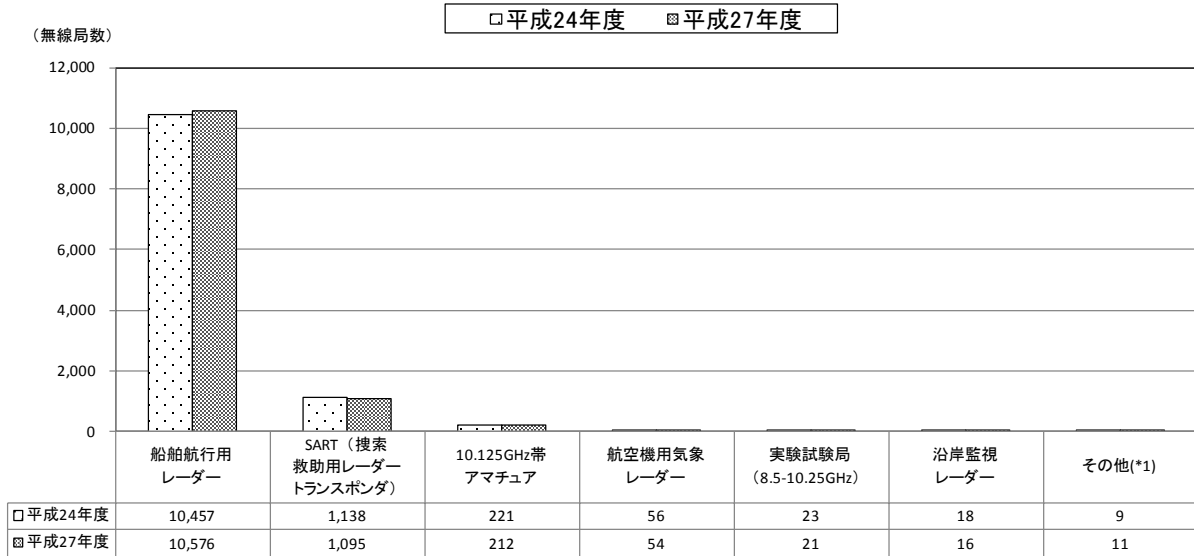 □平成24年度 ▩平成27年度
（無線局数）
12,000
10,000
8,000
6,000
4,000
2,000
0
船舶航行用
レーダー
SART（捜索
救助用レーダー
トランスポンダ）
10.125GHz帯
アマチュア
航空機用気象
レーダー
実験試験局
（8.5-10.25GHz）
沿岸監視
レーダー
その他(*1)
□平成24年度 10,457 1,138 221 56 23 18 9
▩平成27年度 10,576 1,095 212 54 21 16 11